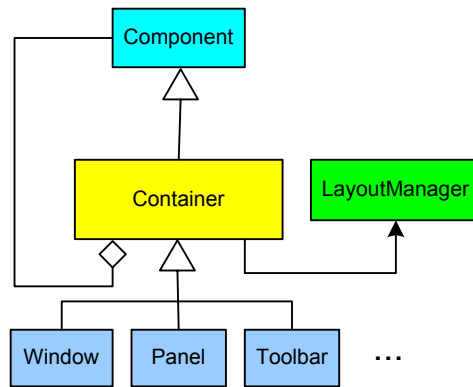 Component
Container
LayoutManager
Window
Panel
Toolbar
...